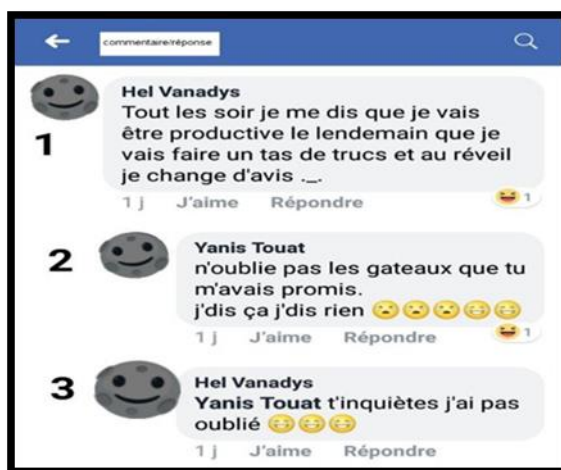 commentaire/réponse
1
Hel Vanadys
Tout les soir je me dis que je vais
être productive le lendemain que je
vais faire un tas de trucs et au réveil
je change d'avis ._.
1 j J'aime Répondre 1
2
Yanis Touat
n'oublie pas les gateaux que tu
m'avais promis.
j'dis ça j'dis rien 😮😮😮😁😁
1 j J'aime Répondre 1
3
Hel Vanadys
Yanis Touat t'inquiètes j'ai pas
oublié 😁😁😁
1 j J'aime Répondre